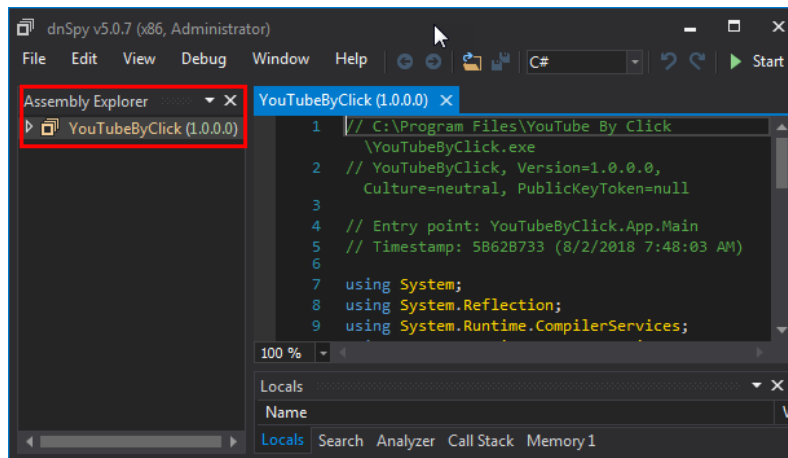 dnSpy v5.0.7 (x86, Administrator)
File Edit View Debug Window Help C# Start
Assembly Explorer
YouTubeByClick (1.0.0.0)
YouTubeByClick (1.0.0.0)
1 // C:\Program Files\YouTube By Click
\YouTubeByClick.exe
2 // YouTubeByClick, Version=1.0.0.0,
Culture=neutral, PublicKeyToken=null
3
4 // Entry point: YouTubeByClick.App.Main
5 // Timestamp: 5B62B733 (8/2/2018 7:48:03 AM)
6
7 using System;
8 using System.Reflection;
9 using System.Runtime.CompilerServices;
100 %
Locals
Name
Locals Search Analyzer Call Stack Memory 1